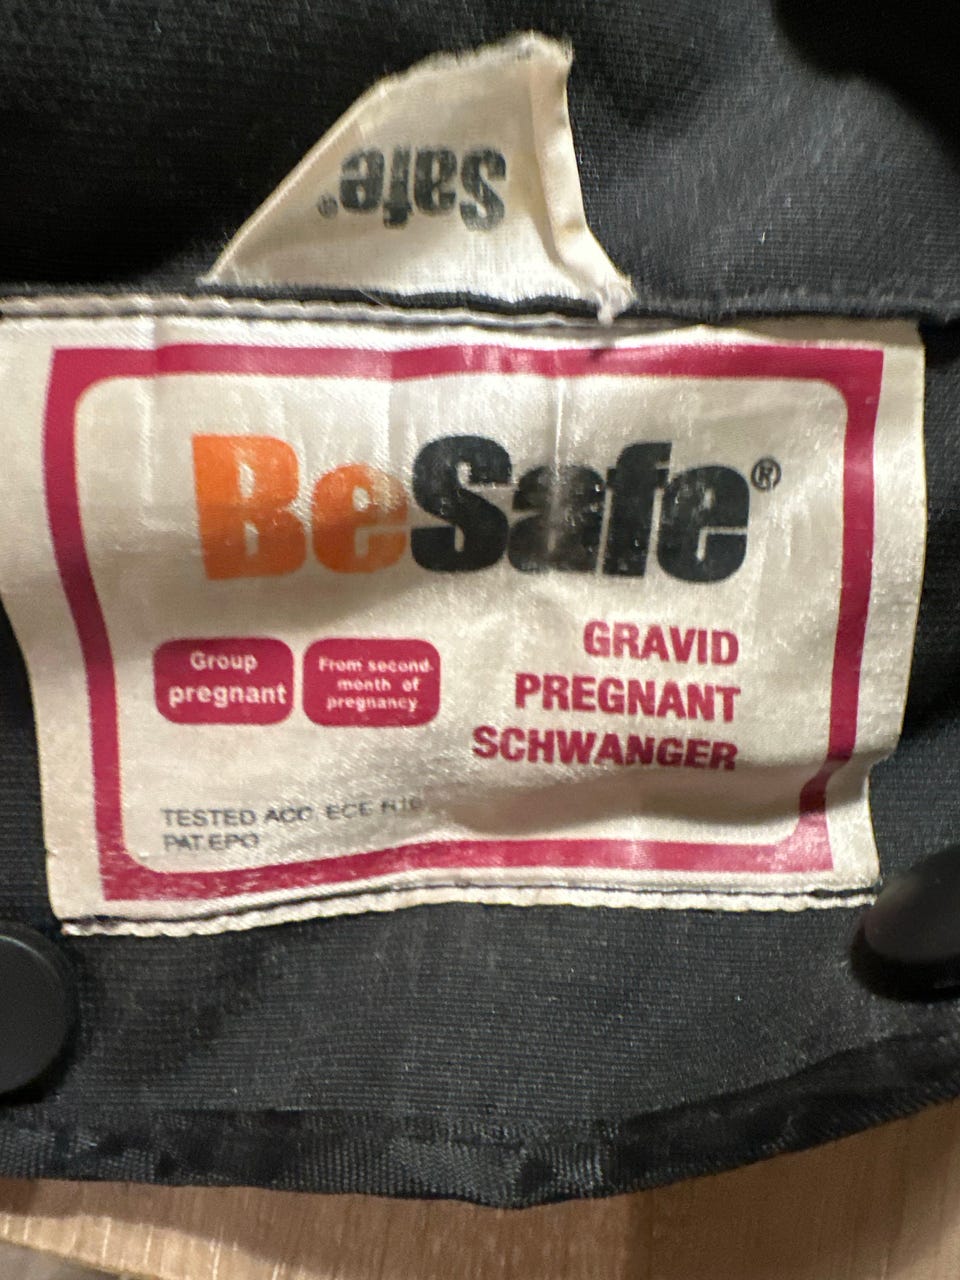 Safe®
BeSafe®
Group
pregnant
From second
month of
pregnancy
GRAVID
PREGNANT
SCHWANGER
TESTED ACC. ECE R16
PAT.EPO